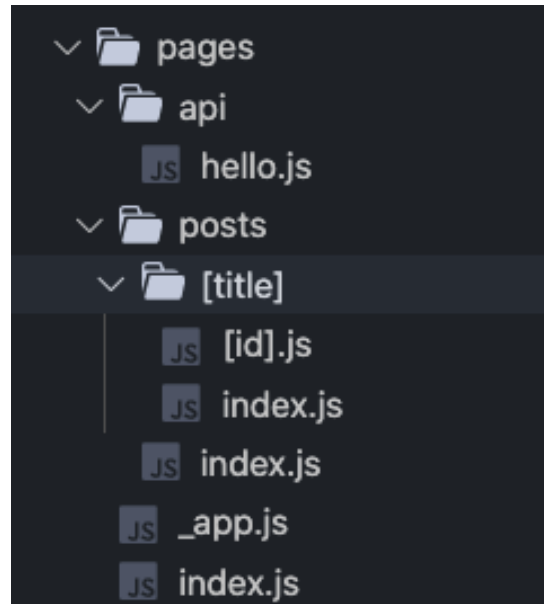 pages
api
JS hello.js
posts
[title]
JS [id].js
JS index.js
JS index.js
JS _app.js
JS index.js